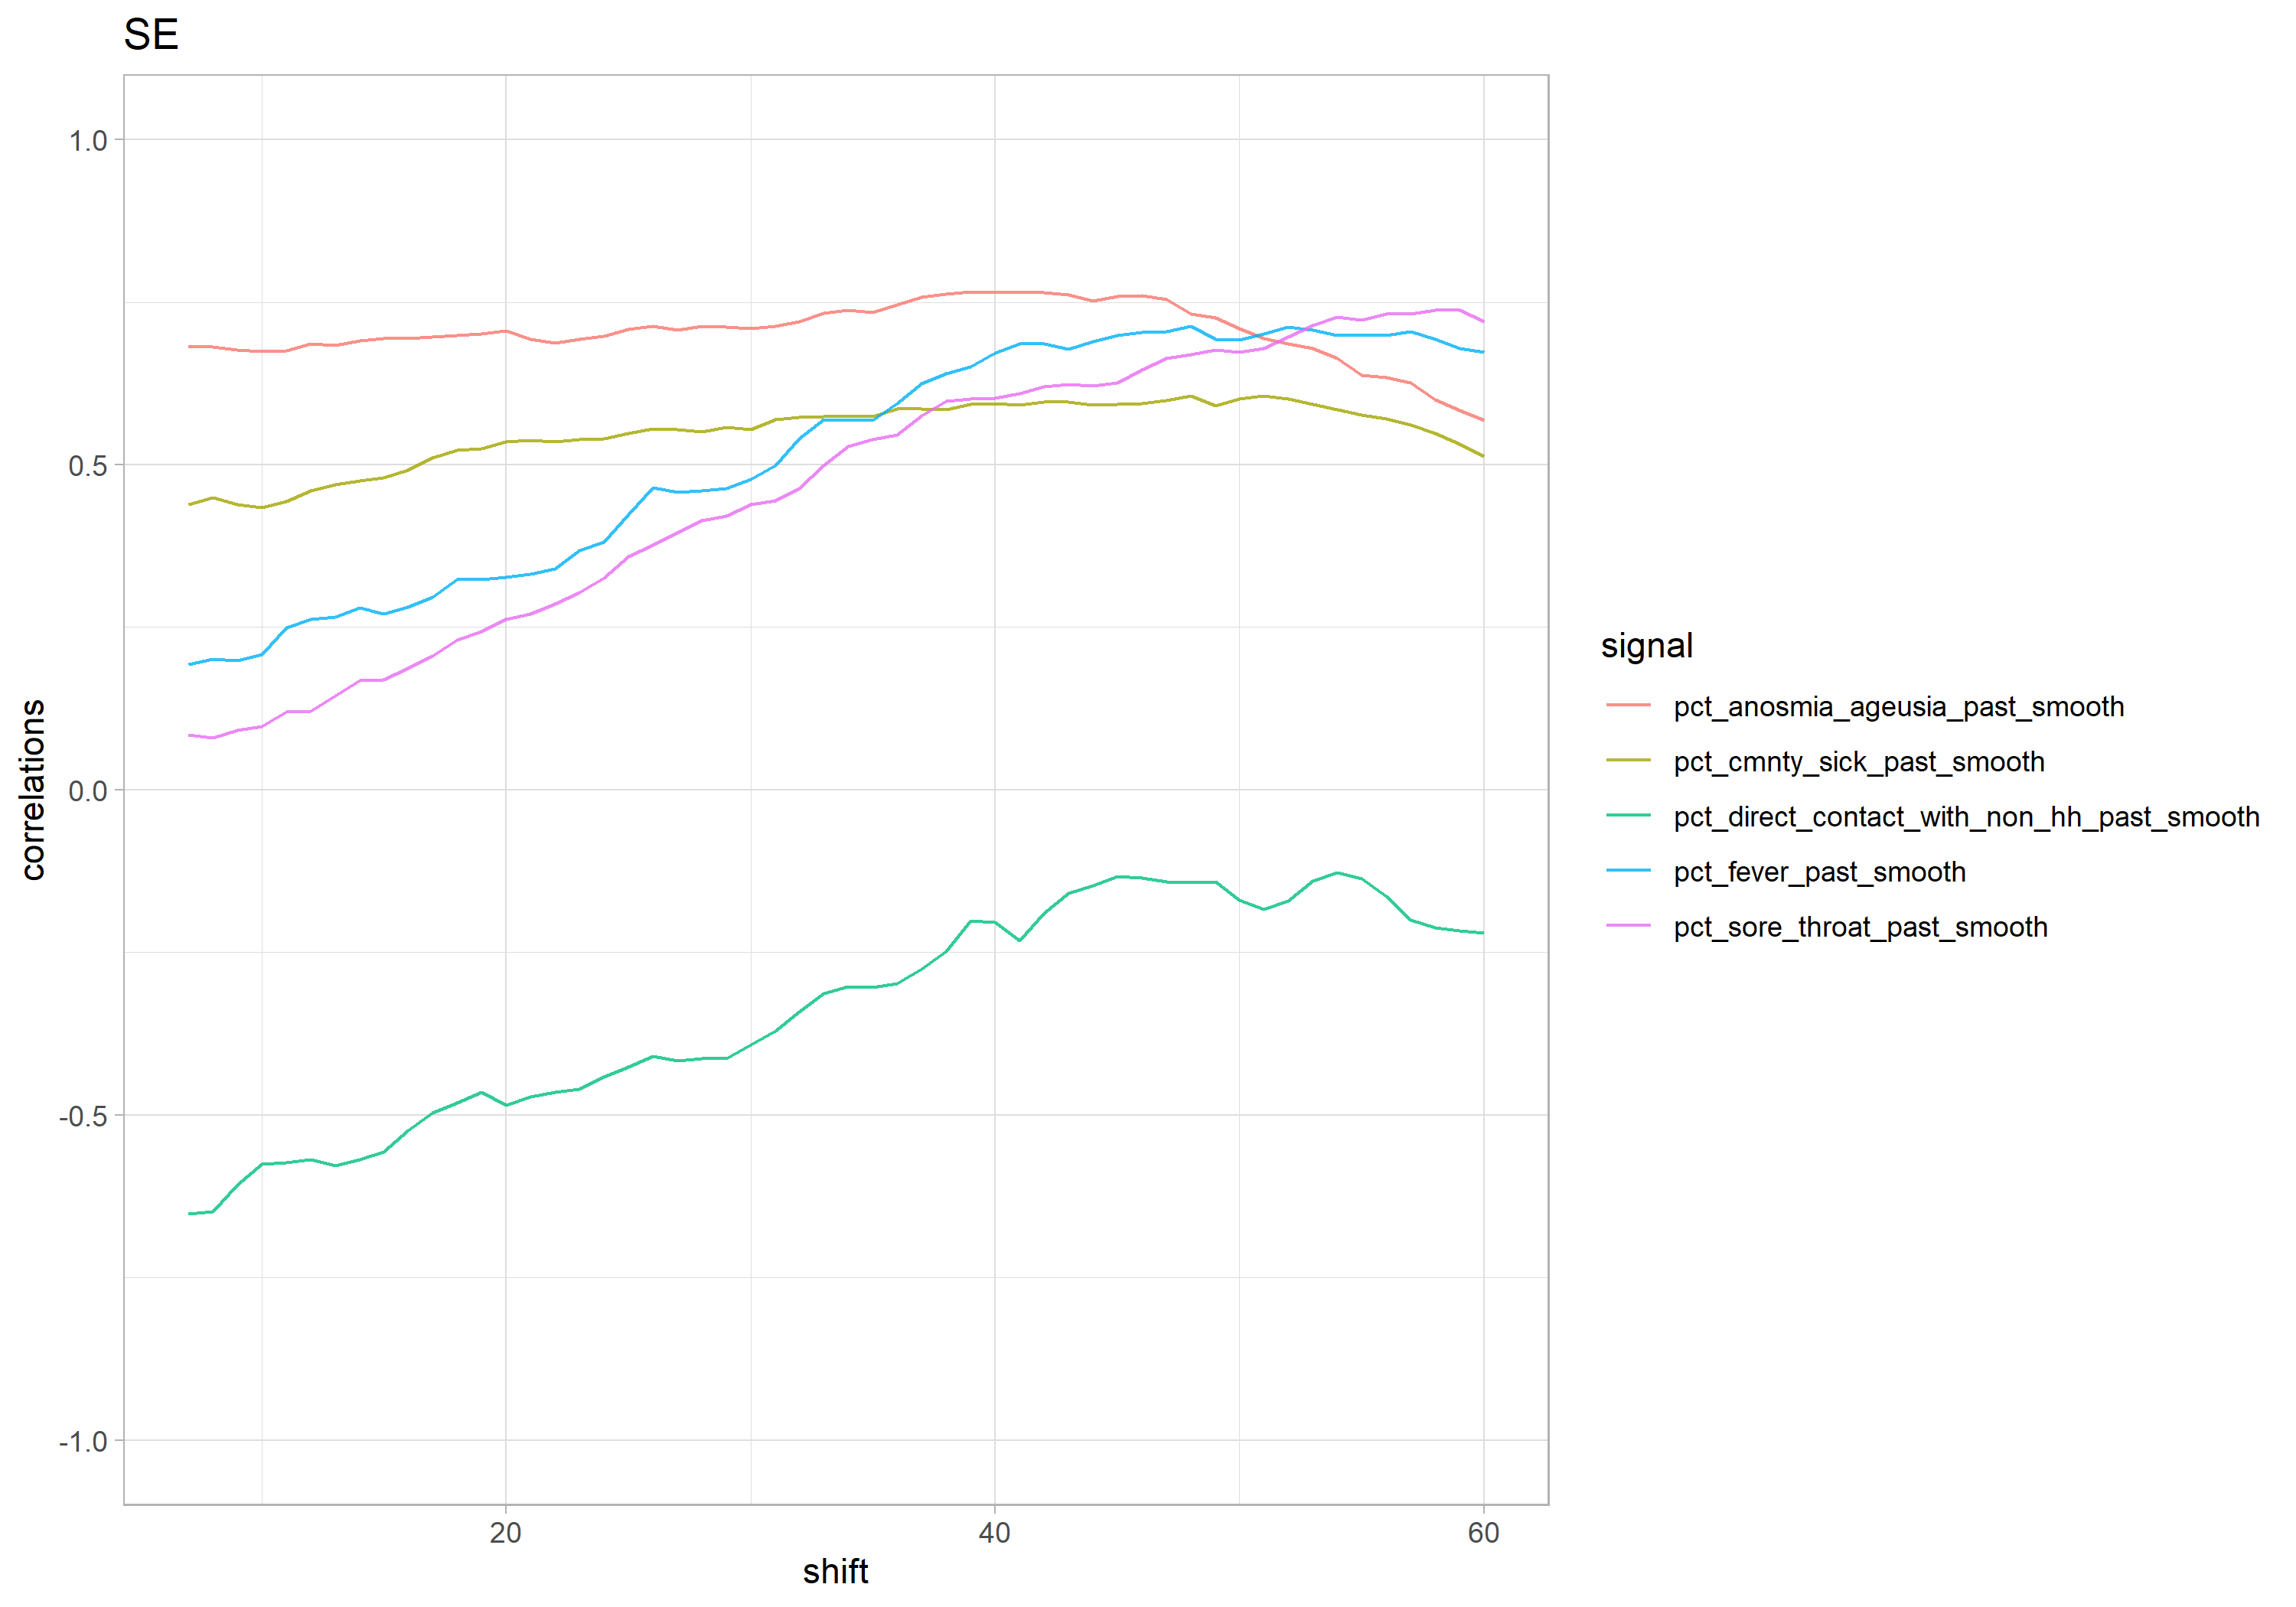 SE
1.0
0.5
0.0
-0.5
-1.0
correlations
20
40
60
shift
signal
pct_anosmia_ageusia_past_smooth
pct_cmnty_sick_past_smooth
pct_direct_contact_with_non_hh_past_smooth
pct_fever_past_smooth
pct_sore_throat_past_smooth